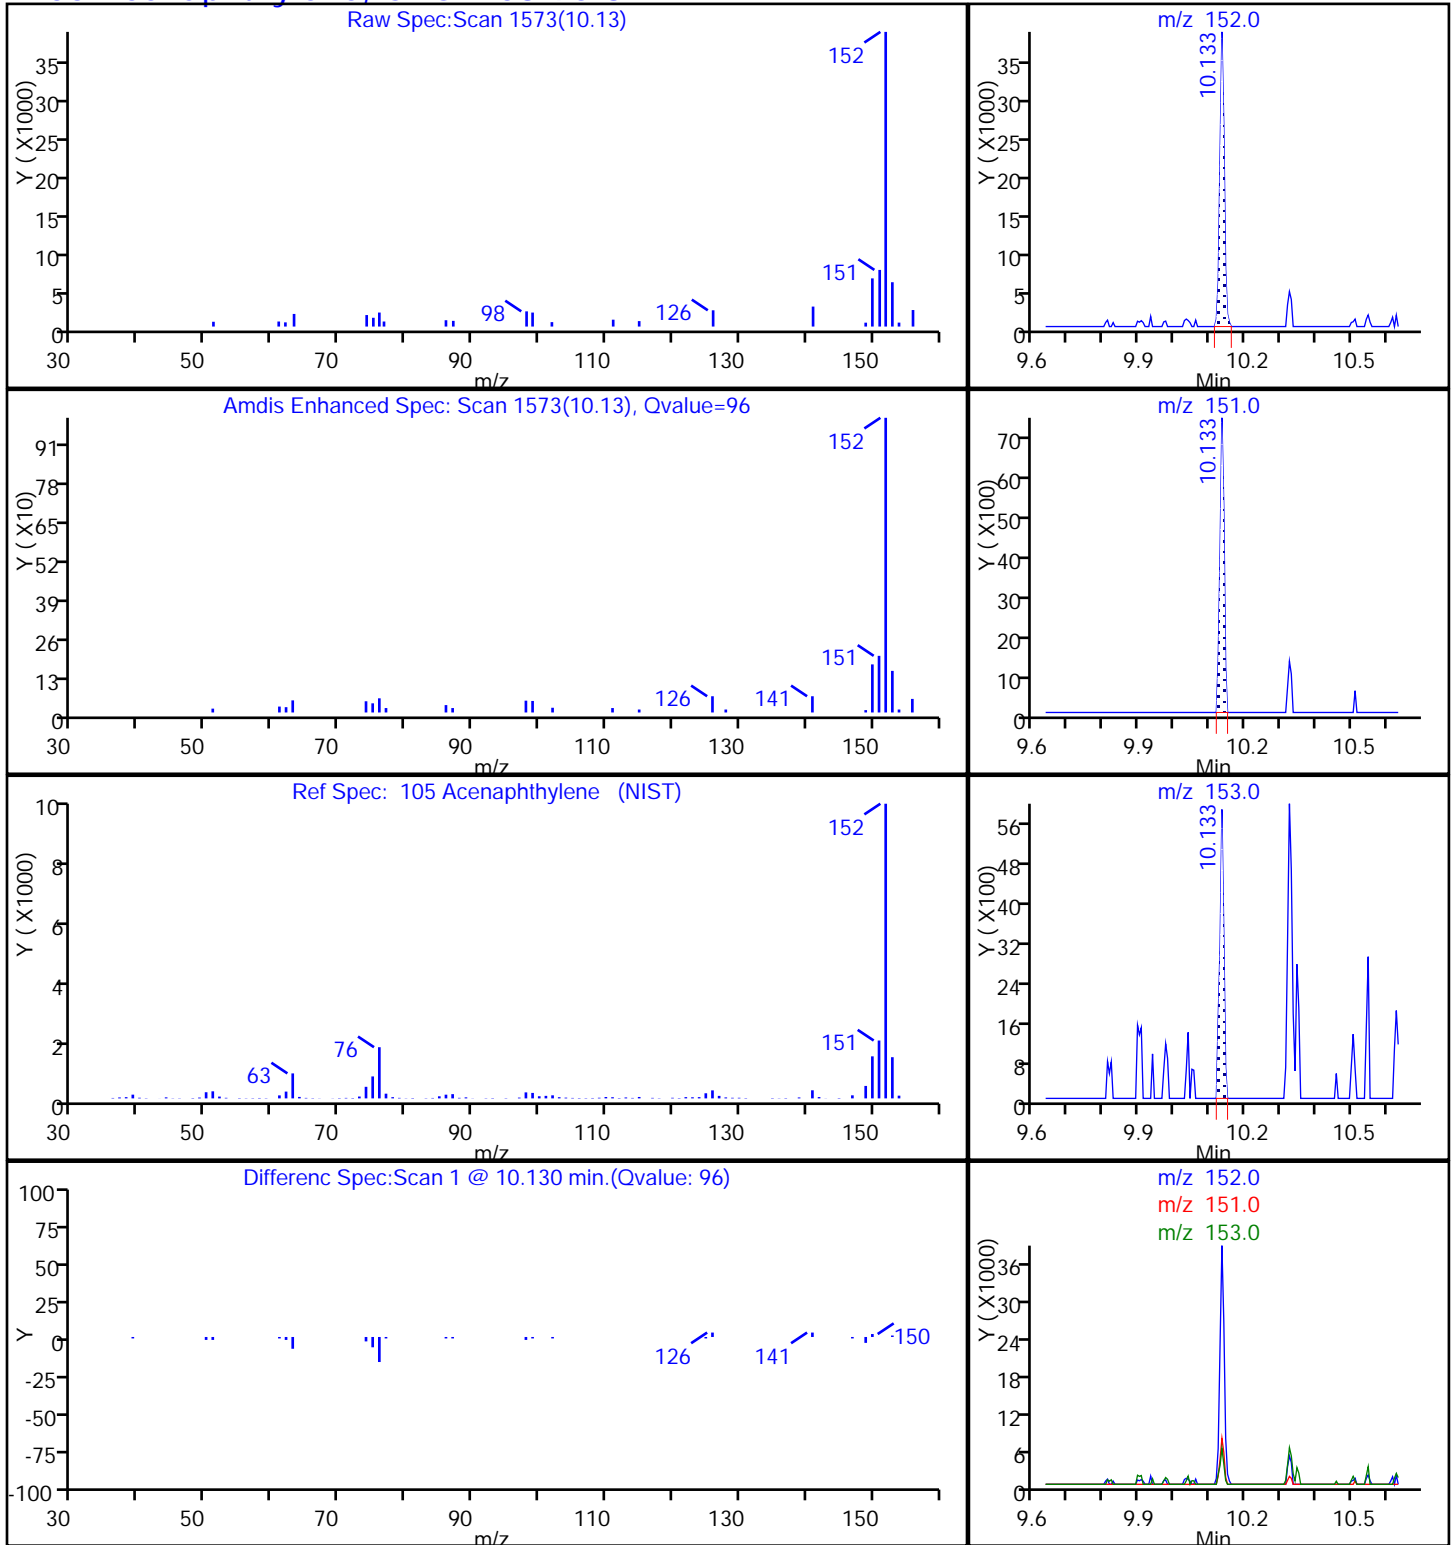 Raw Spec:Scan 1573(10.13)
Y ( X1000)
35
30
25
20
15
10
5
0
152
151
126
98
30 50 70 90 110 130 150
m/z
m/z 152.0
Y ( X1000)
35
30
25
20
15
10
5
0
10.133
9.6 9.9 10.2 10.5
Min
Amdis Enhanced Spec: Scan 1573(10.13), Qvalue=96
Y ( X10)
91
78
65
52
39
26
13
0
152
151
141
126
30 50 70 90 110 130 150
m/z
m/z 151.0
Y ( X100)
70
60
50
40
30
20
10
0
10.133
9.6 9.9 10.2 10.5
Min
Ref Spec: 105 Acenaphthylene (NIST)
Y ( X1000)
10
8
6
4
2
0
152
151
76
63
30 50 70 90 110 130 150
m/z
m/z 153.0
Y ( X100)
56
48
40
32
24
16
8
0
10.133
9.6 9.9 10.2 10.5
Min
Differenc Spec:Scan 1 @ 10.130 min.(Qvalue: 96)
Y
100
75
50
25
0
-25
-50
-75
-100
126
141
150
30 50 70 90 110 130 150
m/z
m/z 152.0
m/z 151.0
m/z 153.0
Y ( X1000)
36
30
24
18
12
6
0
9.6 9.9 10.2 10.5
Min